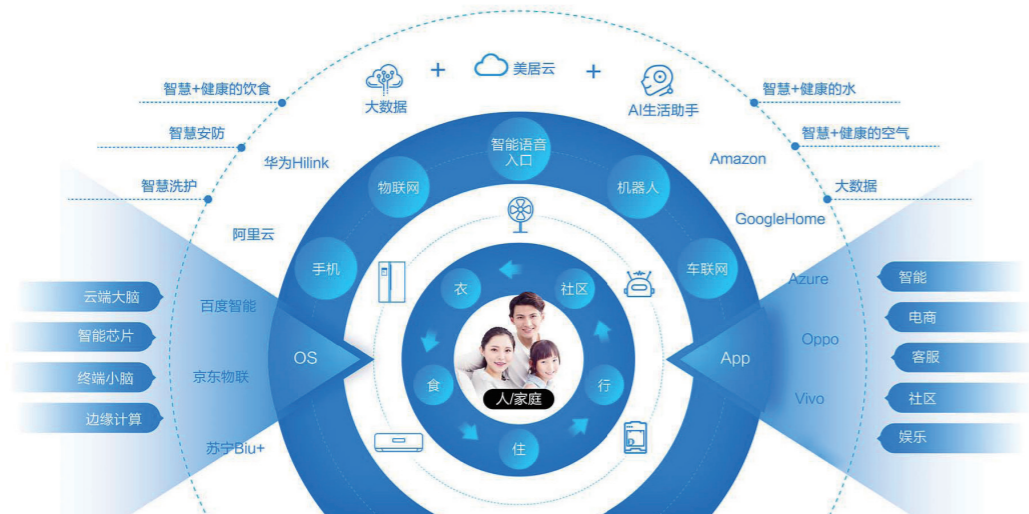 大数据
+
美居云
+
AI生活助手
智慧+健康的饮食
智慧安防
智慧洗护
智慧+健康的水
智慧+健康的空气
大数据
华为Hilink
阿里云
百度智能
京东物联
苏宁Biu+
Amazon
GoogleHome
Azure
Oppo
Vivo
手机
物联网
智能语音
入口
机器人
车联网
云端大脑
智能芯片
终端小脑
边缘计算
OS
App
智能
电商
客服
社区
娱乐
衣
食
住
行
社区
人/家庭